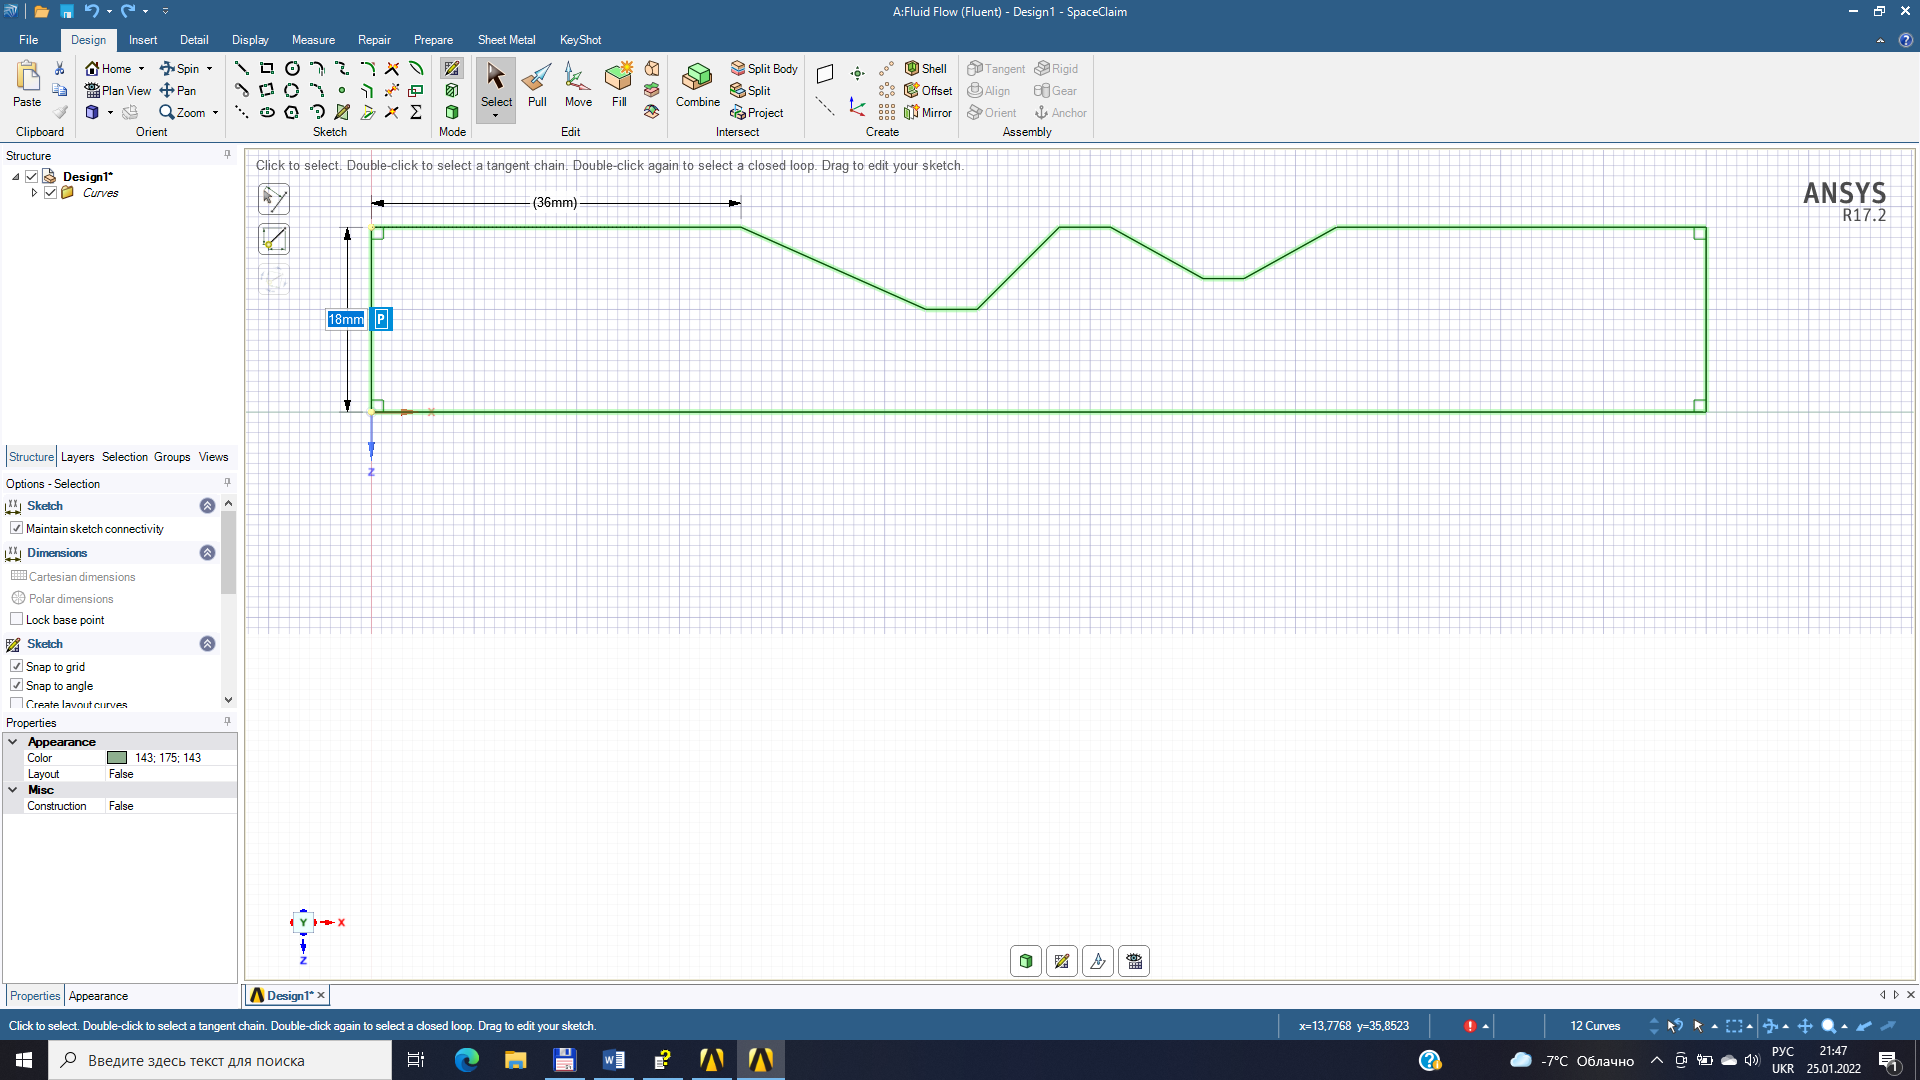 A:Fluid Flow (Fluent) - Design1 - SpaceClaim
File Design Insert Detail Display Measure Repair Prepare Sheet Metal KeyShot
Paste
Clipboard
Home Spin
Plan View Pan
Zoom
Orient
Sketch
Mode
Select Pull Move Fill
Edit
Combine
Split Body
Split
Project
Intersect
Shell
Offset
Mirror
Create
Tangent Rigid
Align Gear
Orient Anchor
Assembly
Structure
Design1*
Curves
Structure Layers Selection Groups Views
Options - Selection
Sketch
Maintain sketch connectivity
Dimensions
Cartesian dimensions
Polar dimensions
Lock base point
Sketch
Snap to grid
Snap to angle
Create layout curves
Properties
Appearance
Color 143; 175; 143
Layout False
Misc
Construction False
Properties Appearance
Click to select. Double-click to select a tangent chain. Double-click again to select a closed loop. Drag to edit your sketch.
ANSYS
R17.2
(36mm)
18mm P
X
Z
Y X
Z
Design1*
Click to select. Double-click to select a tangent chain. Double-click again to select a closed loop. Drag to edit your sketch.
x=13,7768 y=35,8523
12 Curves
Введите здесь текст для поиска
-7°C Облачно
РУС
UKR
21:47
25.01.2022
1